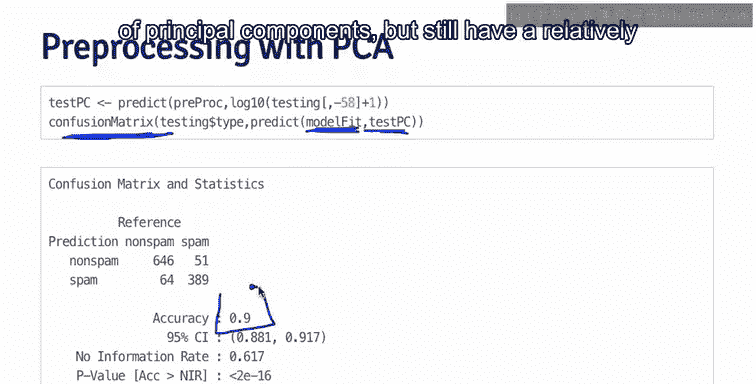 of principal components, but still have a relatively
Preprocessing with PCA
testPC <- predict(preProc,log10(testing[,-58]+1))
confusionMatrix(testing$type,predict(modelFit,testPC))
Confusion Matrix and Statistics
Reference
Prediction nonspam spam
nonspam 646 51
spam 64 389
Accuracy : 0.9
95% CI : (0.881, 0.917)
No Information Rate : 0.617
P-Value [Acc > NIR] : <2e-16